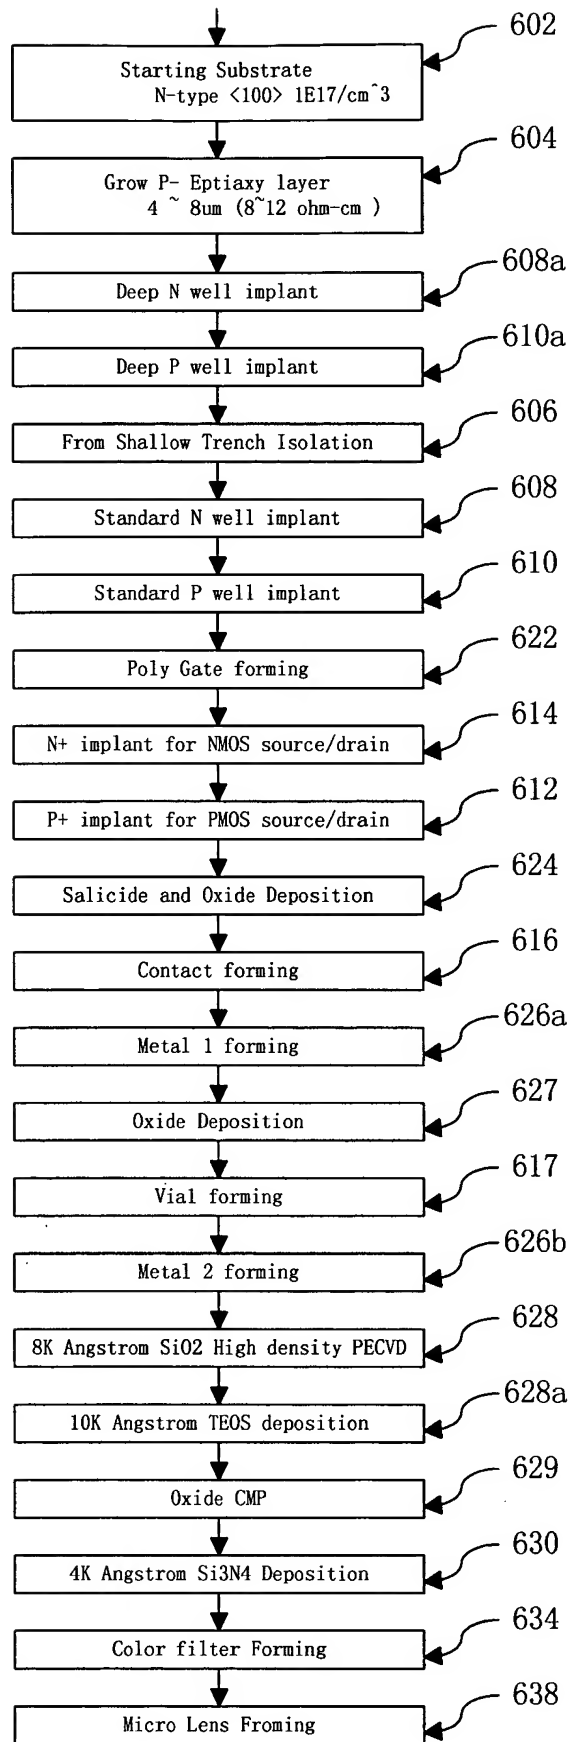 602
Starting Substrate
N-type <100> 1E17/cm^3
604
Grow P- Eptiaxy layer
4 ~ 8um (8~12 ohm-cm )
608a
Deep N well implant
610a
Deep P well implant
606
From Shallow Trench Isolation
608
Standard N well implant
610
Standard P well implant
622
Poly Gate forming
614
N+ implant for NMOS source/drain
612
P+ implant for PMOS source/drain
624
Salicide and Oxide Deposition
616
Contact forming
626a
Metal 1 forming
627
Oxide Deposition
617
Via1 forming
626b
Metal 2 forming
628
8K Angstrom SiO2 High density PECVD
628a
10K Angstrom TEOS deposition
629
Oxide CMP
630
4K Angstrom Si3N4 Deposition
634
Color filter Forming
638
Micro Lens Froming